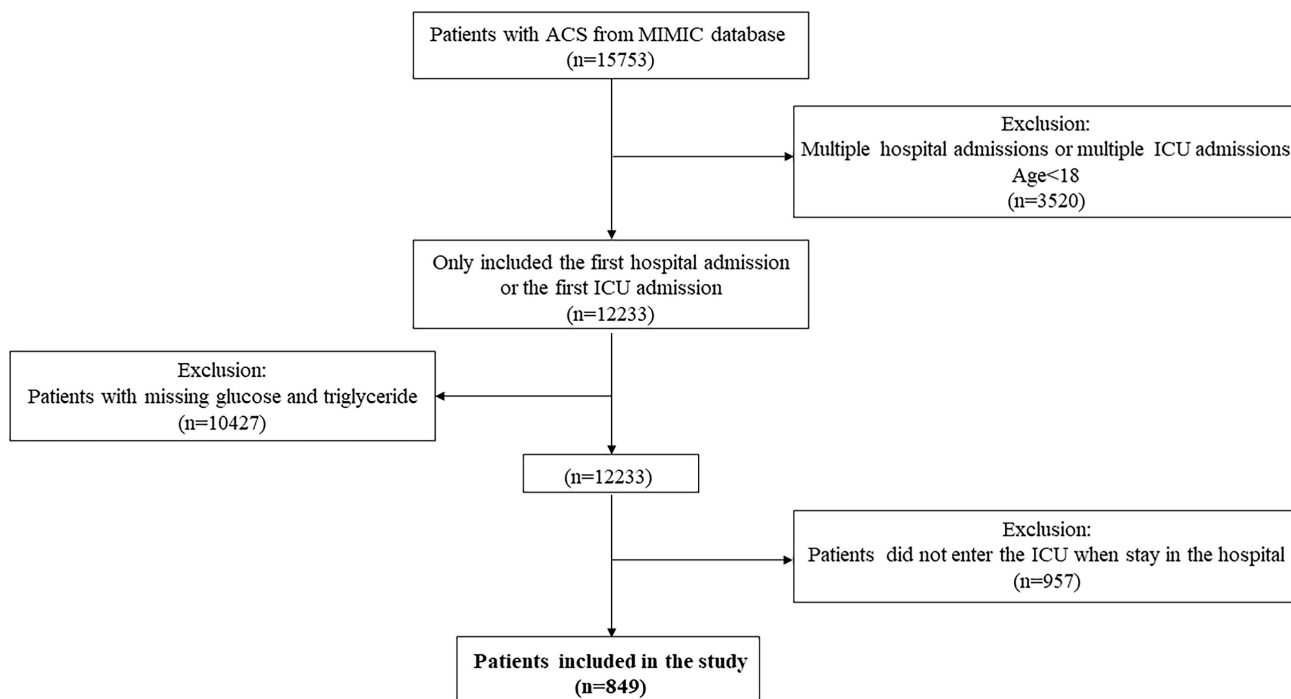 Patients with ACS from MIMIC database
(n=15753)
Exclusion:
Multiple hospital admissions or multiple ICU admissions
Age<18
(n=3520)
Only included the first hospital admission
or the first ICU admission
(n=12233)
Exclusion:
Patients with missing glucose and triglyceride
(n=10427)
(n=12233)
Exclusion:
Patients did not enter the ICU when stay in the hospital
(n=957)
Patients included in the study
(n=849)